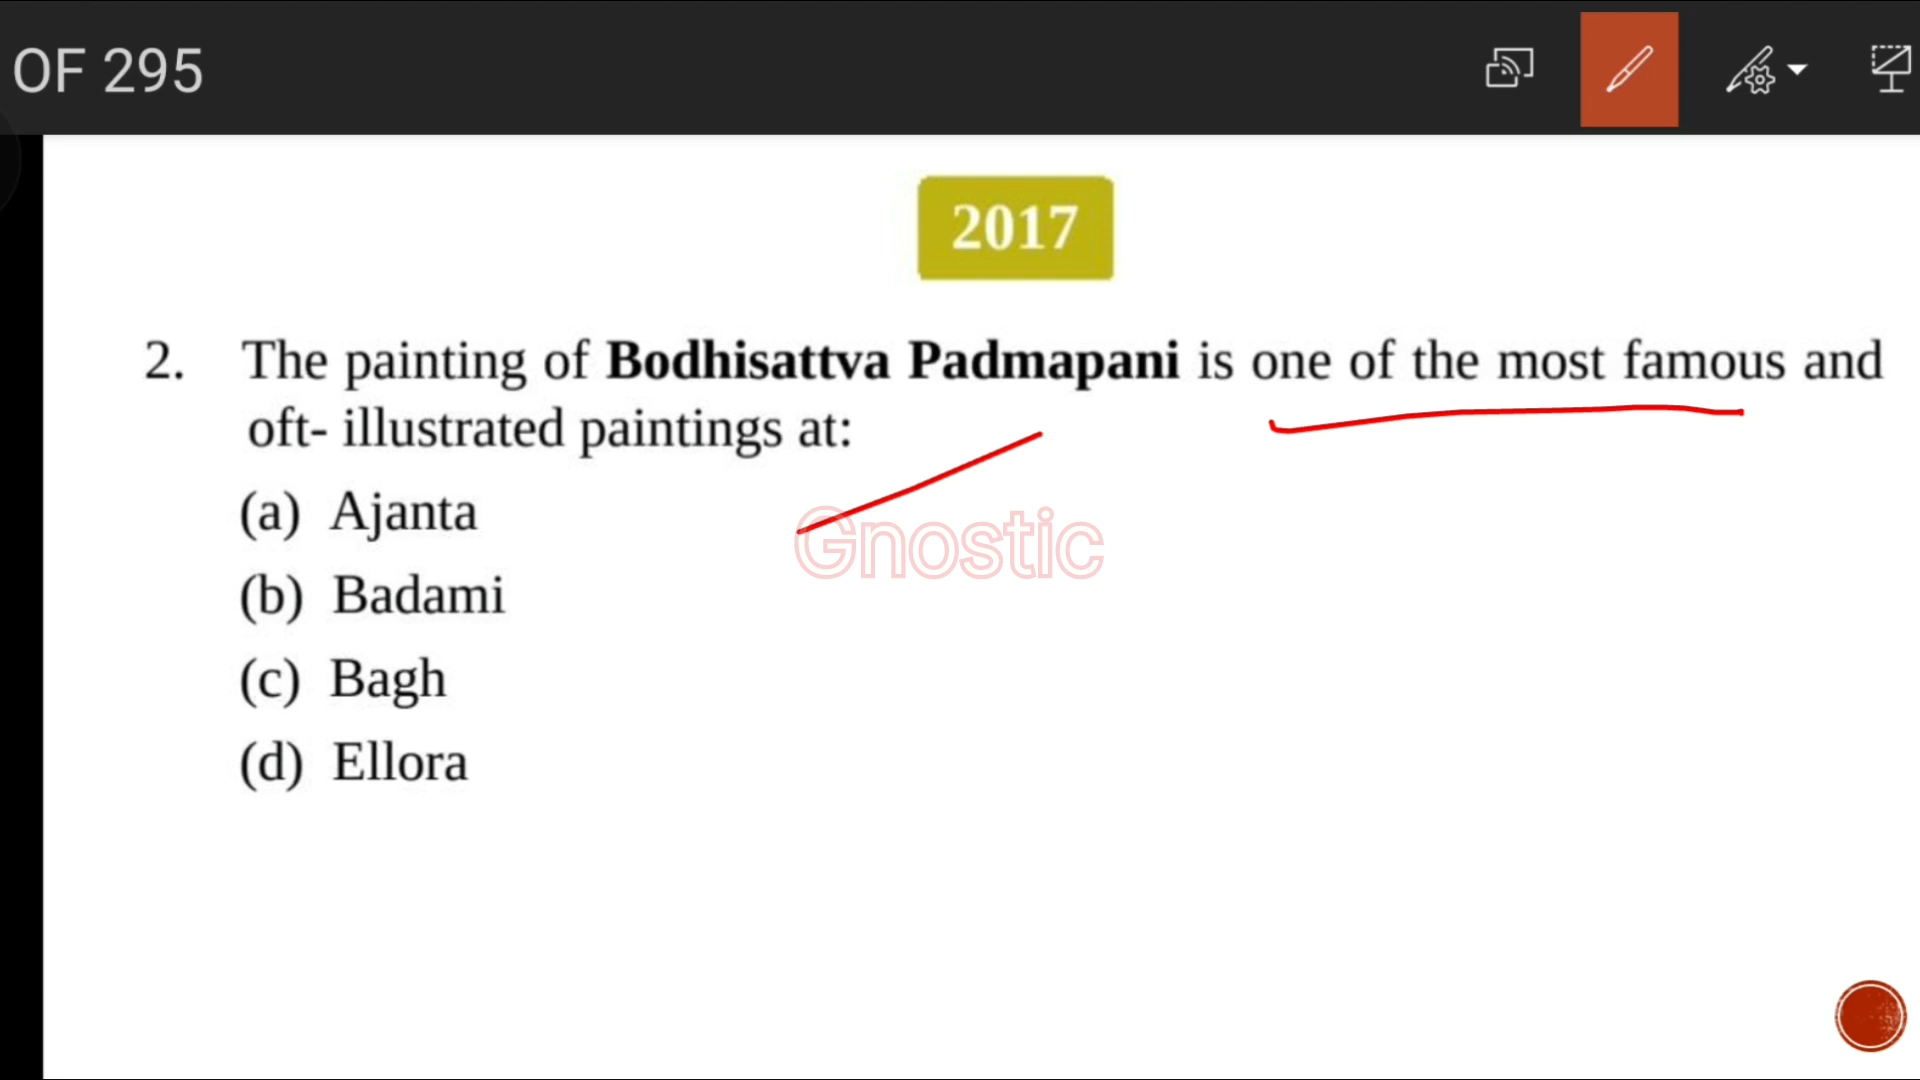 OF 295
2017
2. The painting of Bodhisattva Padmapani is one of the most famous and
oft- illustrated paintings at:
(a) Ajanta
Gnostic
(b) Badami
(c) Bagh
(d) Ellora